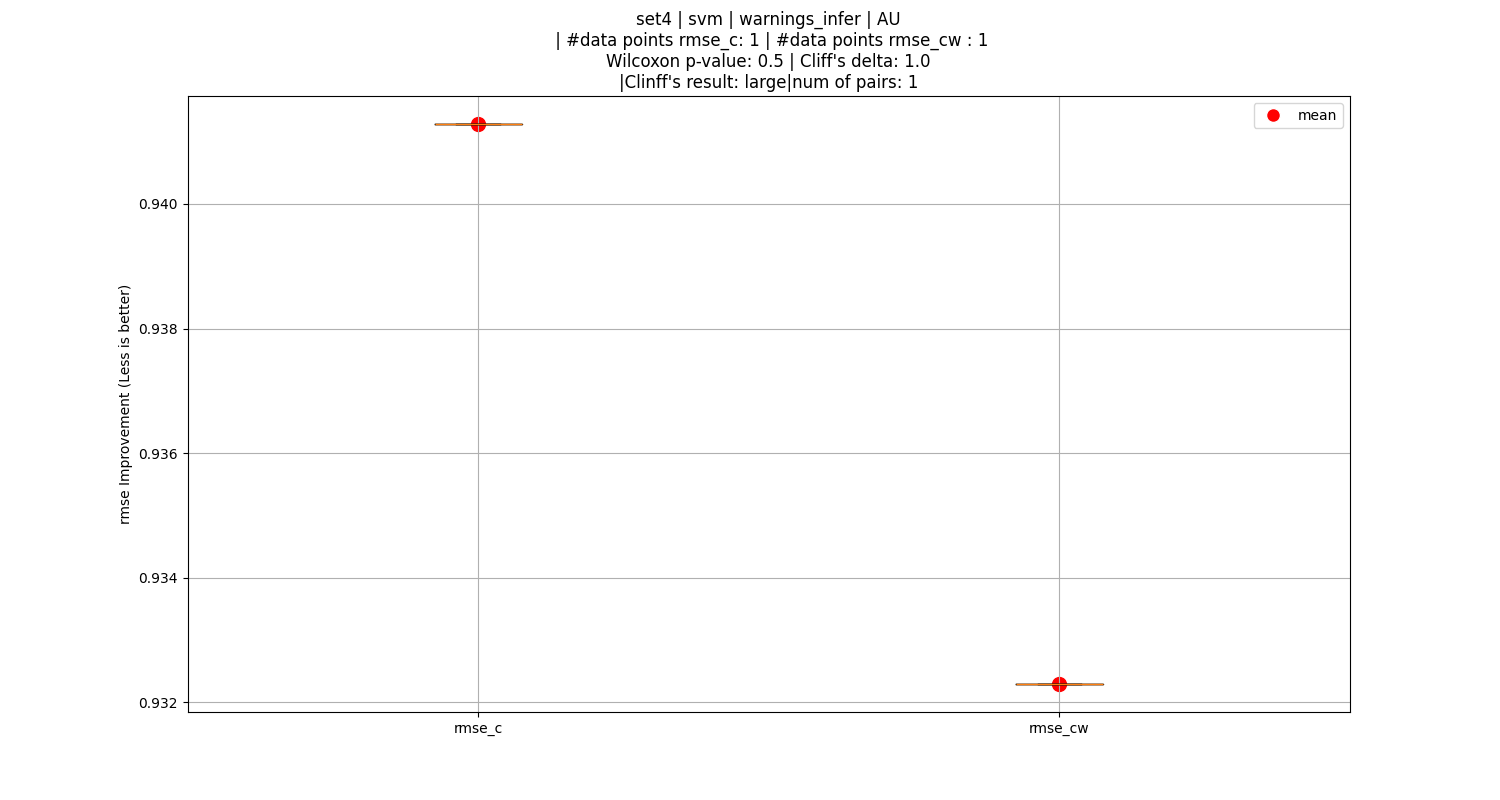 set4 | svm | warnings_infer | AU
| #data points rmse_c: 1 | #data points rmse_cw : 1
Wilcoxon p-value: 0.5 | Cliff's delta: 1.0
|Clinff's result: large|num of pairs: 1
mean
rmse Improvement (Less is better)
0.940
0.938
0.936
0.934
0.932
rmse_c
rmse_cw